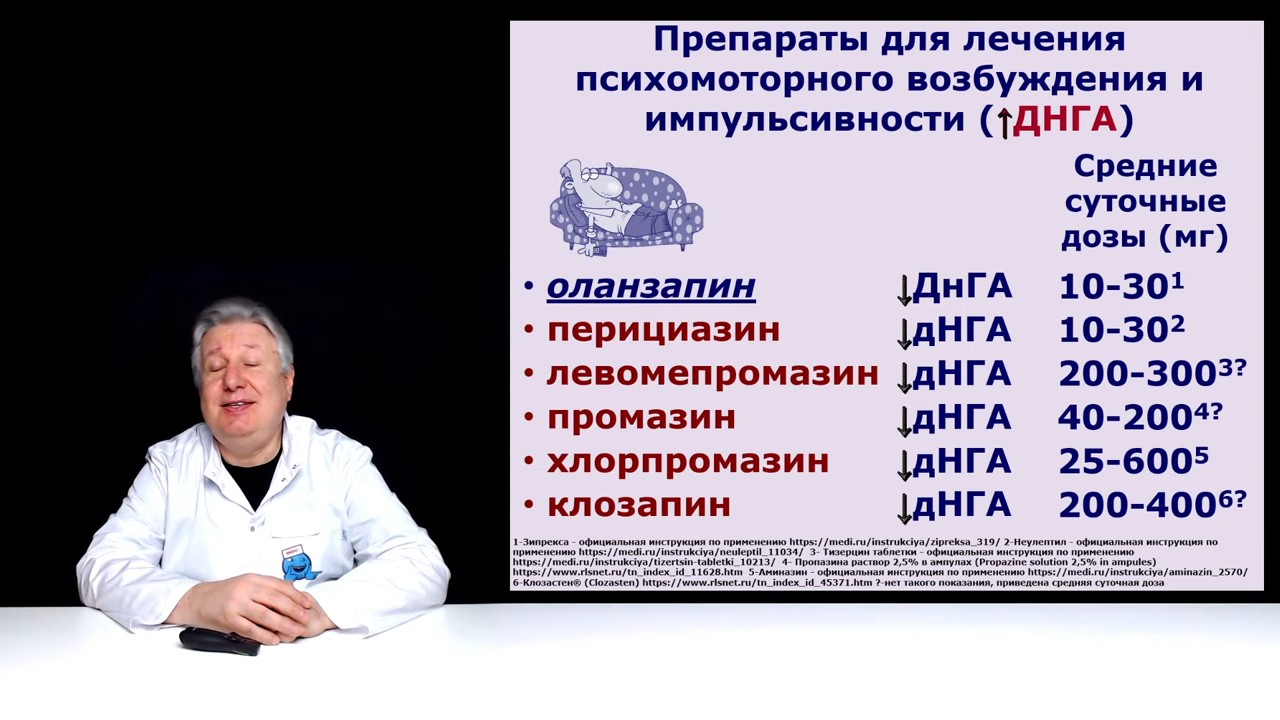 Препараты для лечения
психомоторного возбуждения и
импульсивности (↑ДНГА)
Средние
суточные
дозы (мг)
• оланзапин ↓ДнГА 10-30¹
• перициазин ↓дНГА 10-30²
• левомепромазин ↓дНГА 200-300³?
• промазин ↓дНГА 40-200⁴?
• хлорпромазин ↓дНГА 25-600⁵
• клозапин ↓дНГА 200-400⁶?
1-Зипрекса - официальная инструкция по применению https://medi.ru/instrukciya/zipreksa_319/ 2-Неулептил - официальная инструкция по
применению https://medi.ru/instrukciya/neuleptil_11034/ 3- Тизерцин таблетки - официальная инструкция по применению
https://medi.ru/instrukciya/tizertsin-tabletki_10213/ 4- Пропазина раствор 2,5% в ампулах (Propazine solution 2,5% in ampules)
https://www.rlsnet.ru/tn_index_id_11628.htm 5-Аминазин - официальная инструкция по применению https://medi.ru/instrukciya/aminazin_2570/
6-Клозастен® (Clozasten) https://www.rlsnet.ru/tn_index_id_45371.htm ?-нет такого показания, приведена средняя суточная доза